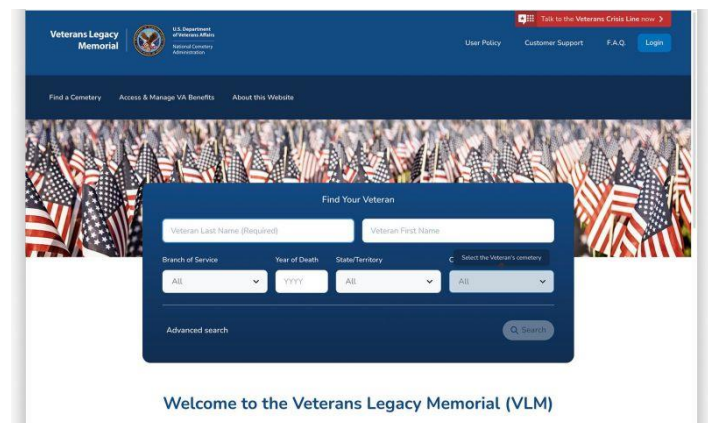 Talk to the Veterans Crisis Line now >
Veterans Legacy
Memorial
U.S. Department
of Veterans Affairs
National Cemetery
Administration
User Policy Customer Support F.A.Q. Login
Find a Cemetery Access & Manage VA Benefits About this Website
Find Your Veteran
Veteran Last Name (Required) Veteran First Name
Branch of Service Year of Death State/Territory C Select the Veteran's cemetery
All YYYY All All
Advanced search Search
Welcome to the Veterans Legacy Memorial (VLM)